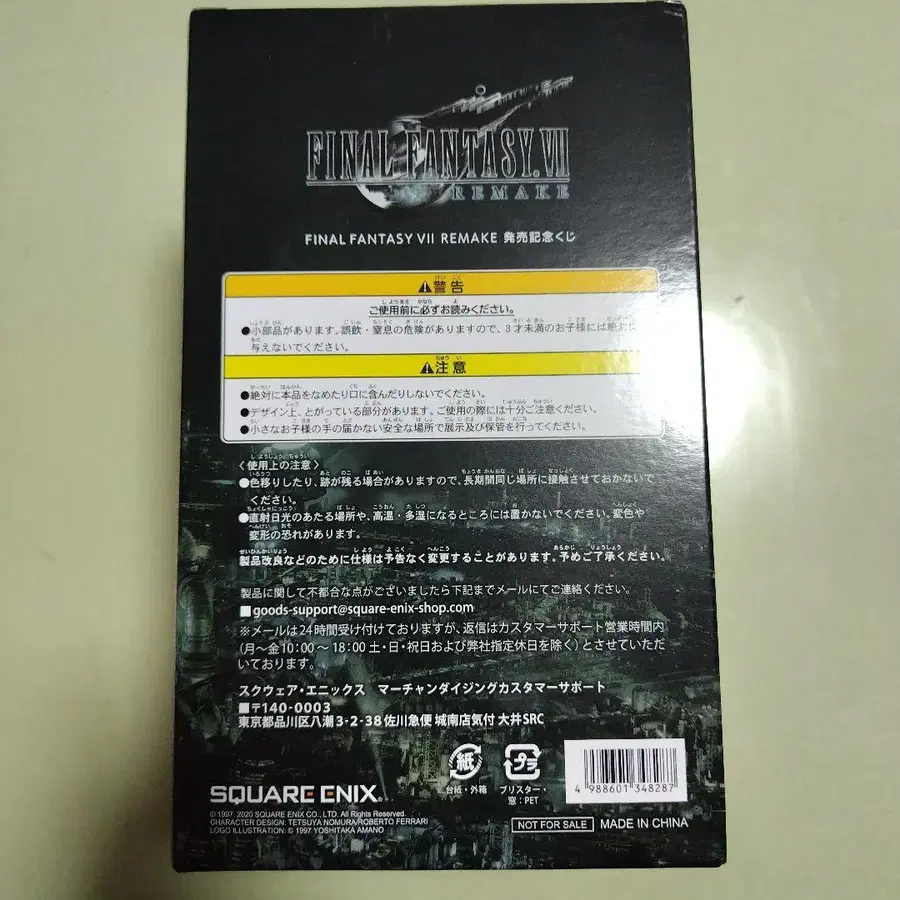 FINAL FANTASY VII
REMAKE
FINAL FANTASY VII REMAKE 発売記念くじ
⚠警告
ご使用前に必ずお読みください。
●小部品があります。誤飲・窒息の危険がありますので、3才未満のお子様には絶対に
与えないでください。
⚠注意
●絶対に本品をなめたり口に含んだりしないでください。
●デザイン上、とがっている部分があります。ご使用の際には十分ご注意ください。
●小さなお子様の手の届かない安全な場所で展示及び保管を行ってください。
〈使用上の注意〉
●色移りしたり、跡が残る場合がありますので、長期間同じ場所に接触させておかないで
ください。
●直射日光のあたる場所や、高温・多湿になるところには置かないでください。変色や
変形の恐れがあります。
製品改良などのために仕様は予告なく変更することがあります。予めご了承ください。
製品に関して不都合な点がございましたら下記までメールにてご連絡ください。
■goods-support@square-enix-shop.com
※メールは24時間受け付けておりますが、返信はカスタマーサポート営業時間内
(月～金10:00～18:00 土・日・祝日および弊社指定休日を除く)とさせていただ
いております。
スクウェア・エニックス マーチャンダイジングカスタマーサポート
■〒140-0003
東京都品川区八潮3-2-38 佐川急便 城南店気付 大井SRC
紙
台紙・外箱
プラ
ブリスター・
窓：PET
4 988601 348287
SQUARE ENIX.
© 1997, 2020 SQUARE ENIX CO., LTD. All Rights Reserved.
CHARACTER DESIGN: TETSUYA NOMURA/ROBERTO FERRARI
LOGO ILLUSTRATION: © 1997 YOSHITAKA AMANO
NOT FOR SALE MADE IN CHINA